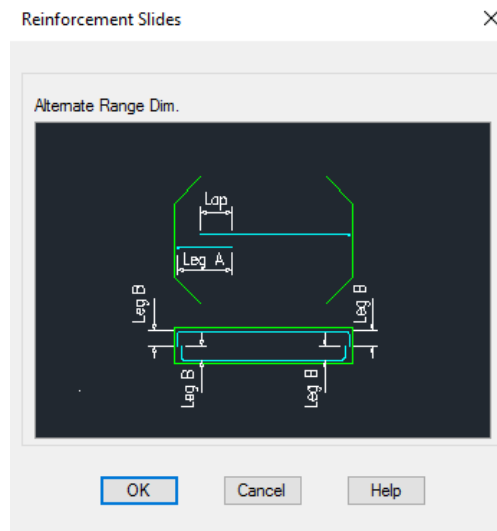 Reinforcement Slides
Alternate Range Dim.
Lap
Leg A
Leg B
Leg B
Leg B
Leg B
OK
Cancel
Help